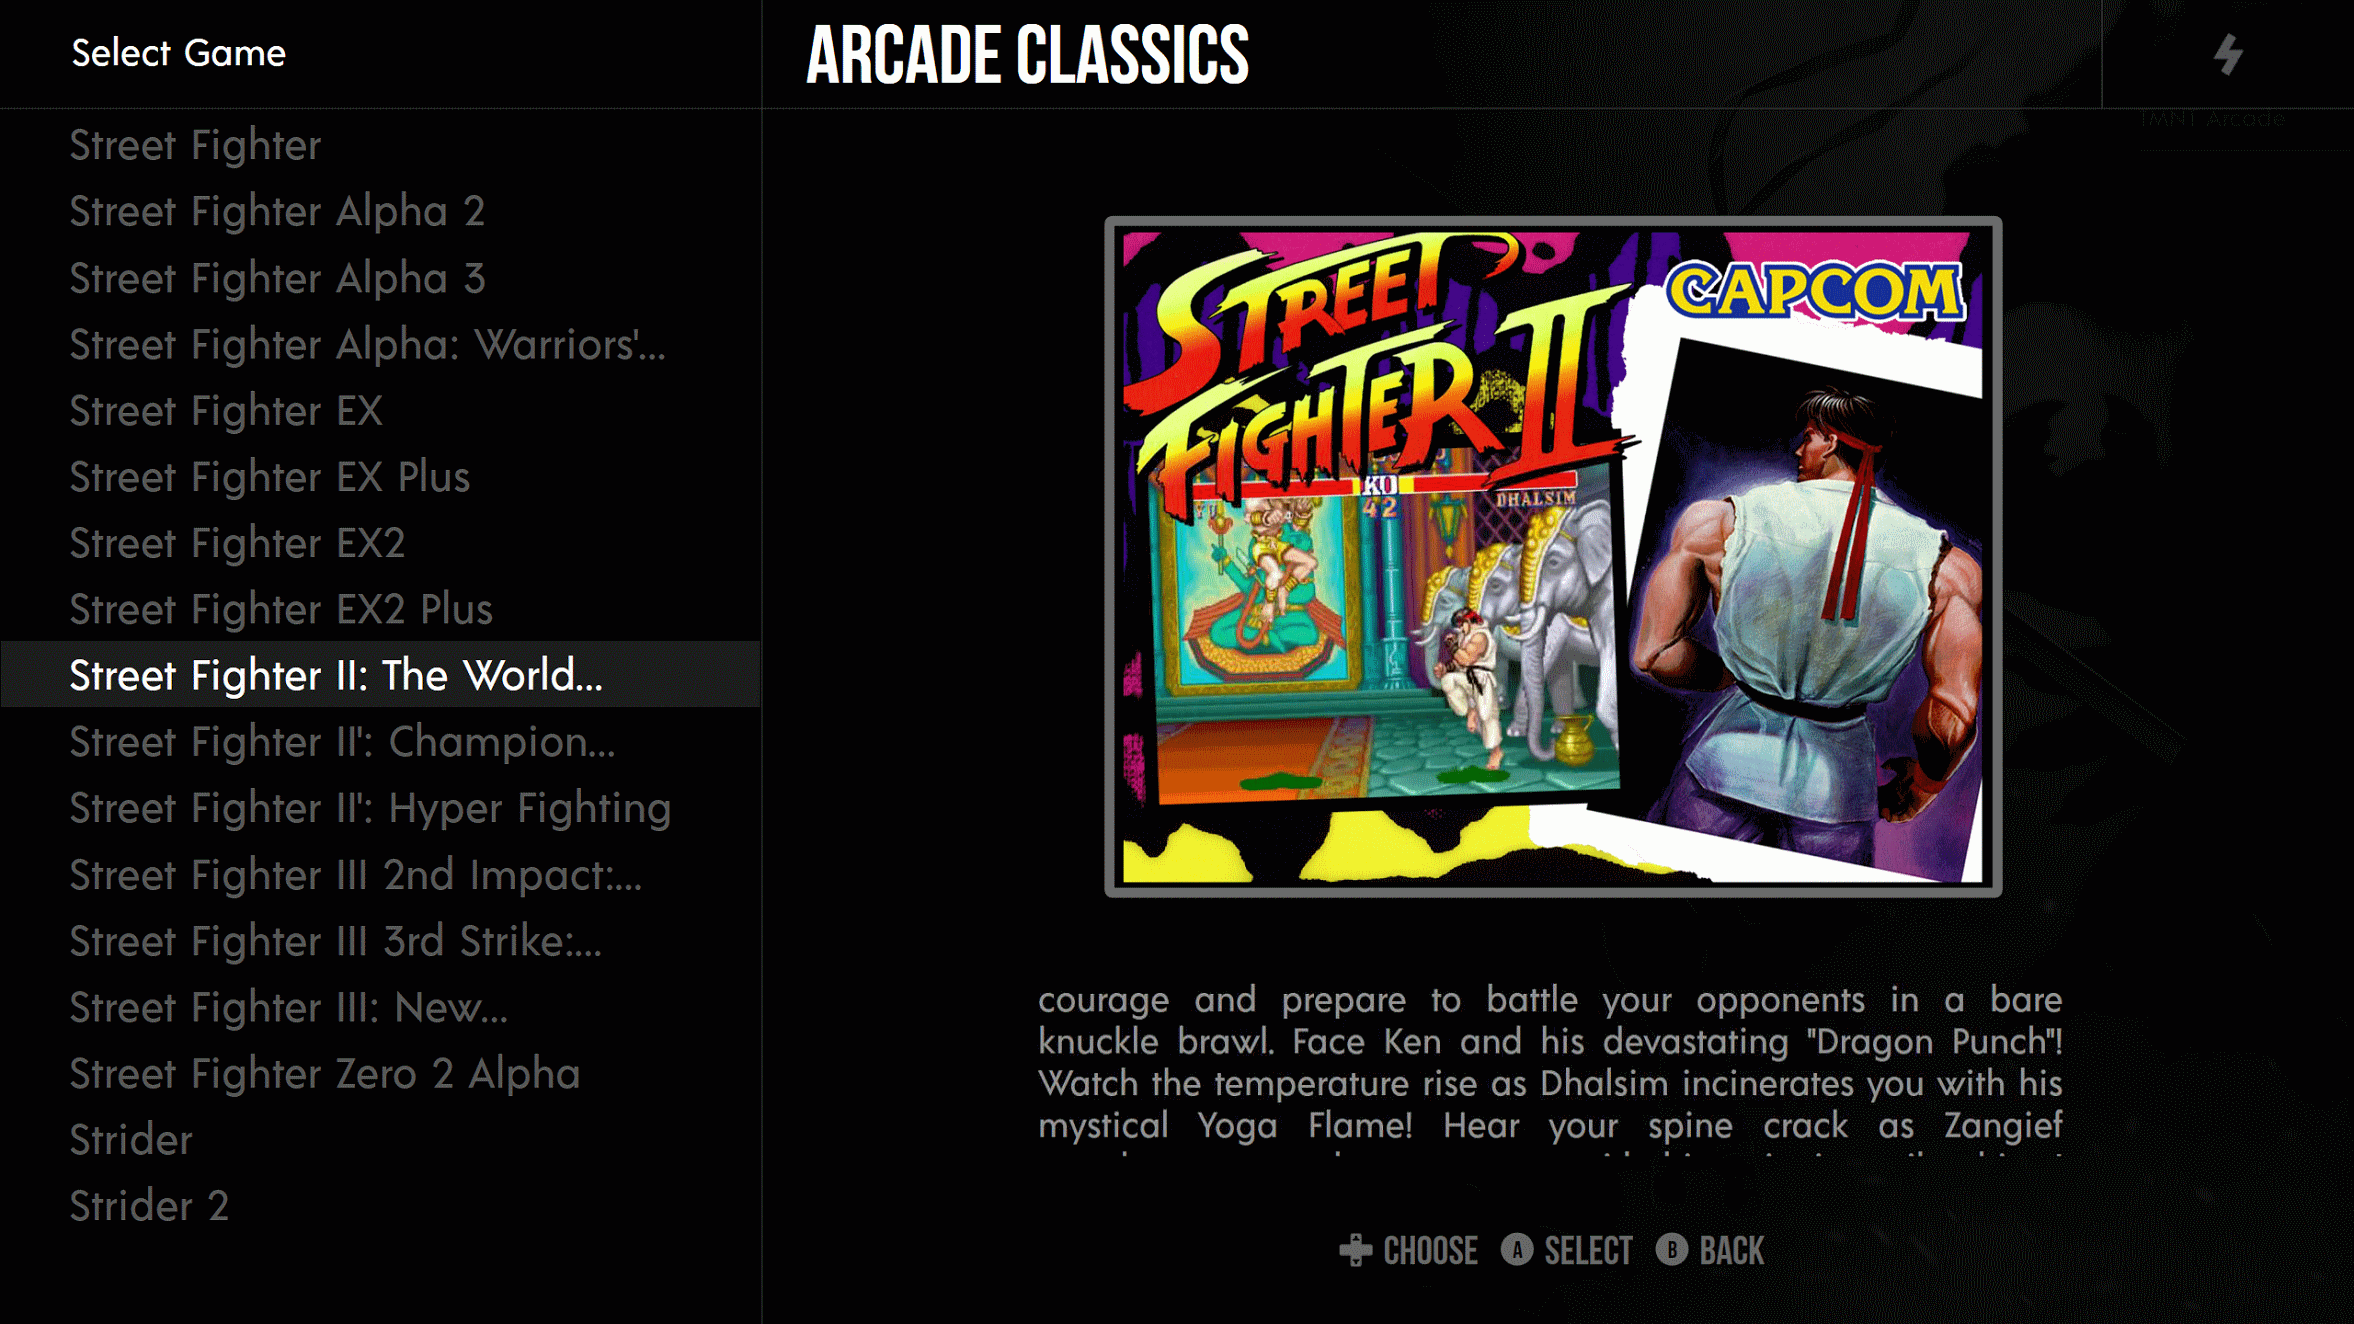 Select Game
ARCADE CLASSICS
TMNT Arcade
Street Fighter
Street Fighter Alpha 2
Street Fighter Alpha 3
Street Fighter Alpha: Warriors'...
Street Fighter EX
Street Fighter EX Plus
Street Fighter EX2
Street Fighter EX2 Plus
Street Fighter II: The World...
Street Fighter II': Champion...
Street Fighter II': Hyper Fighting
Street Fighter III 2nd Impact:...
Street Fighter III 3rd Strike:...
Street Fighter III: New...
Street Fighter Zero 2 Alpha
Strider
Strider 2
STREET
FIGHTER II
CAPCOM
KO
42
DHALSIM
courage and prepare to battle your opponents in a bare
knuckle brawl. Face Ken and his devastating "Dragon Punch"!
Watch the temperature rise as Dhalsim incinerates you with his
mystical Yoga Flame! Hear your spine crack as Zangief
CHOOSE A SELECT B BACK